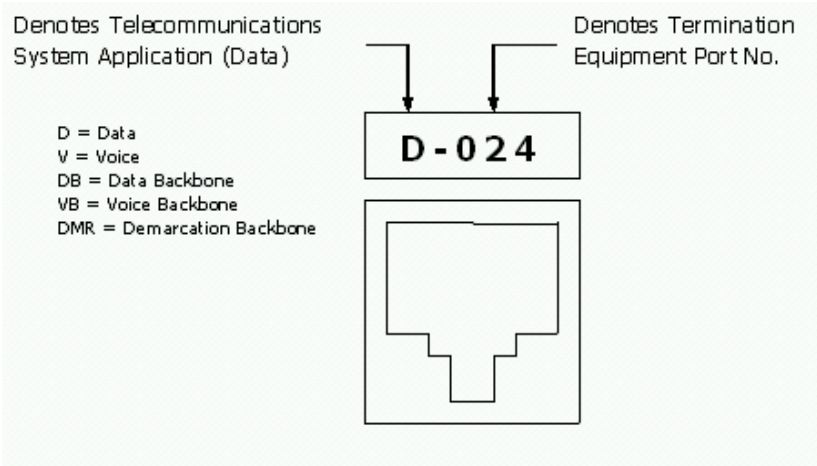 Denotes Telecommunications
System Application (Data)
Denotes Termination
Equipment Port No.
D = Data
V = Voice
DB = Data Backbone
VB = Voice Backbone
DMR = Demarcation Backbone
D-024